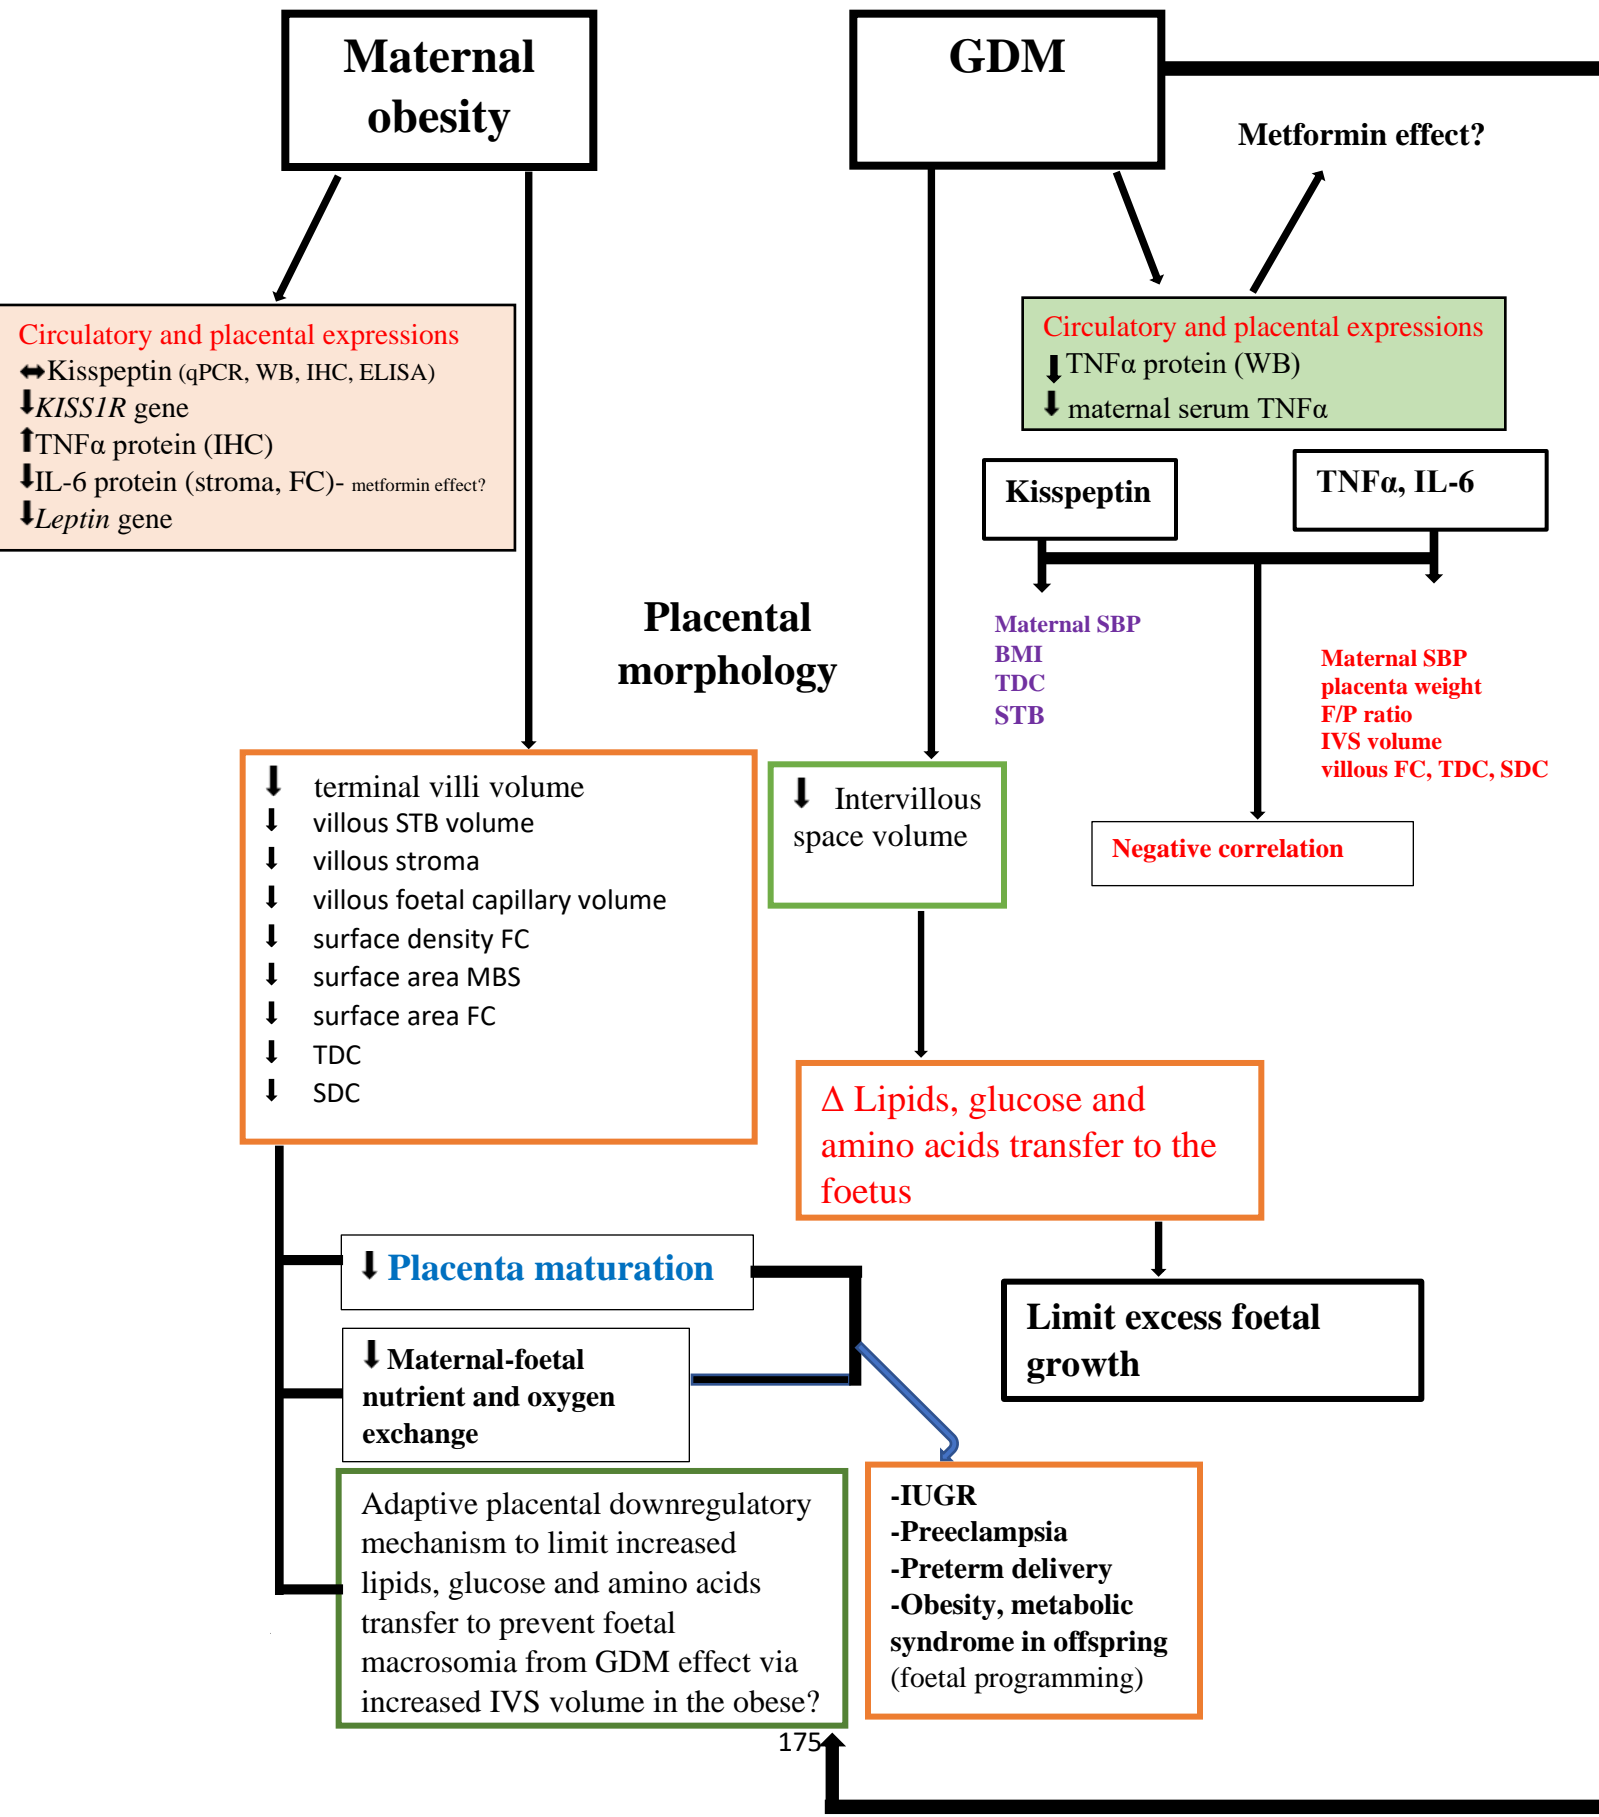 Maternal
obesity
GDM
Metformin effect?
Circulatory and placental expressions
⬌Kisspeptin (qPCR, WB, IHC, ELISA)
⬇KISS1R gene
⬆TNFα protein (IHC)
⬇IL-6 protein (stroma, FC)- metformin effect?
⬇Leptin gene
Circulatory and placental expressions
⬇TNFα protein (WB)
⬇ maternal serum TNFα
Kisspeptin
TNFα, IL-6
Placental
morphology
Maternal SBP
BMI
TDC
STB
Maternal SBP
placenta weight
F/P ratio
IVS volume
villous FC, TDC, SDC
Negative correlation
⬇ terminal villi volume
⬇ villous STB volume
⬇ villous stroma
⬇ villous foetal capillary volume
⬇ surface density FC
⬇ surface area MBS
⬇ surface area FC
⬇ TDC
⬇ SDC
⬇ Intervillous
space volume
Δ Lipids, glucose and
amino acids transfer to the
foetus
Limit excess foetal
growth
⬇ Placenta maturation
⬇ Maternal-foetal
nutrient and oxygen
exchange
Adaptive placental downregulatory
mechanism to limit increased
lipids, glucose and amino acids
transfer to prevent foetal
macrosomia from GDM effect via
increased IVS volume in the obese?
-IUGR
-Preeclampsia
-Preterm delivery
-Obesity, metabolic
syndrome in offspring
(foetal programming)
175